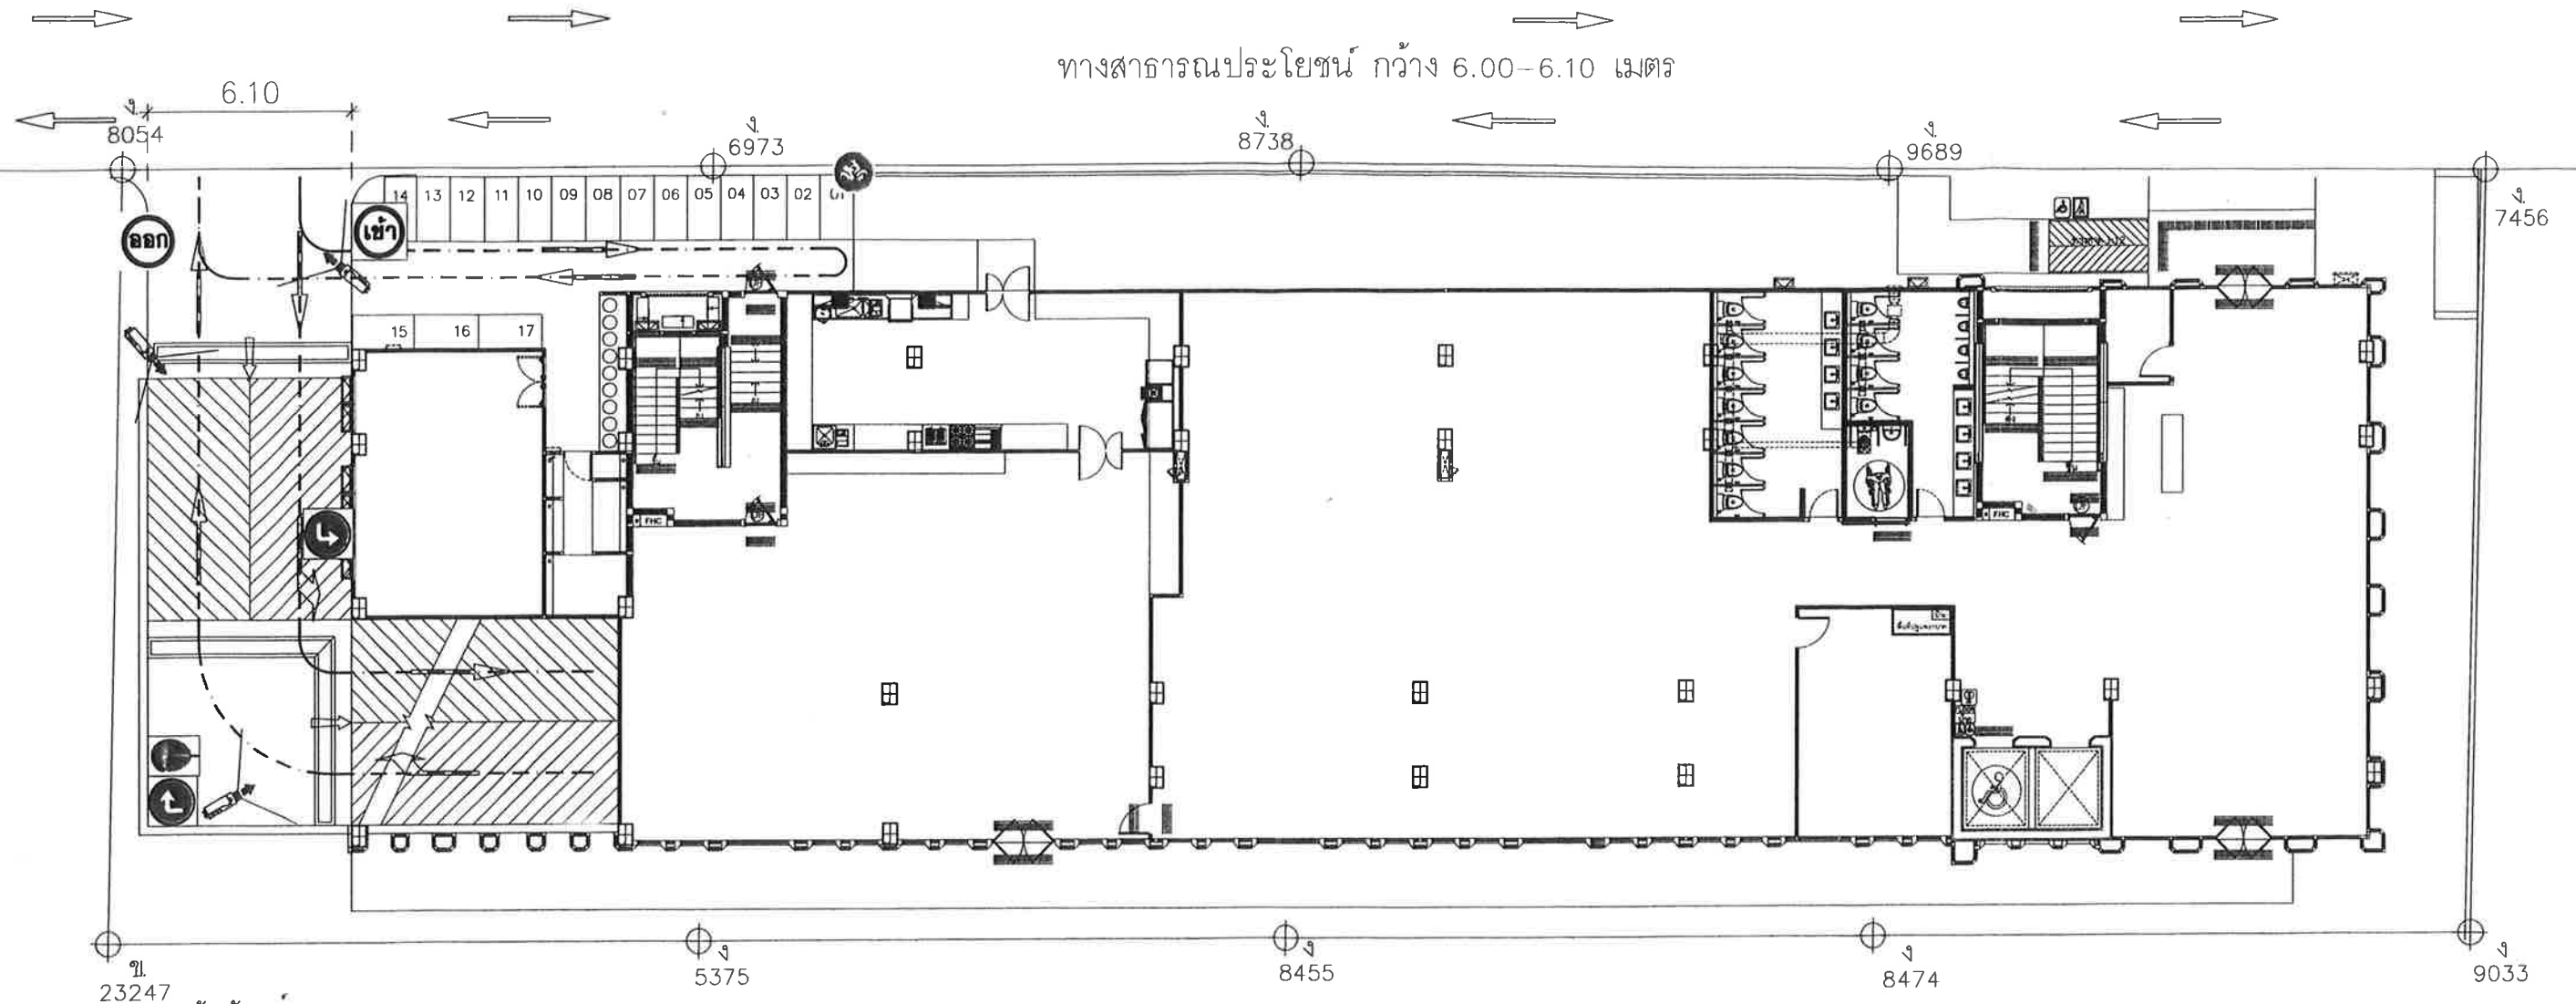 ทางสาธารณประโยชน์ กว้าง 6.00-6.10 เมตร
6.10
ง.
8054
ง.
6973
ง.
8738
ง.
9689
ง.
7456
14 13 12 11 10 09 08 07 06 05 04 03 02 01
ออก
เข้า
15 16 17
FHC
FHC
ข.
23247
ง
5375
ง
8455
ง
8474
ง
9033